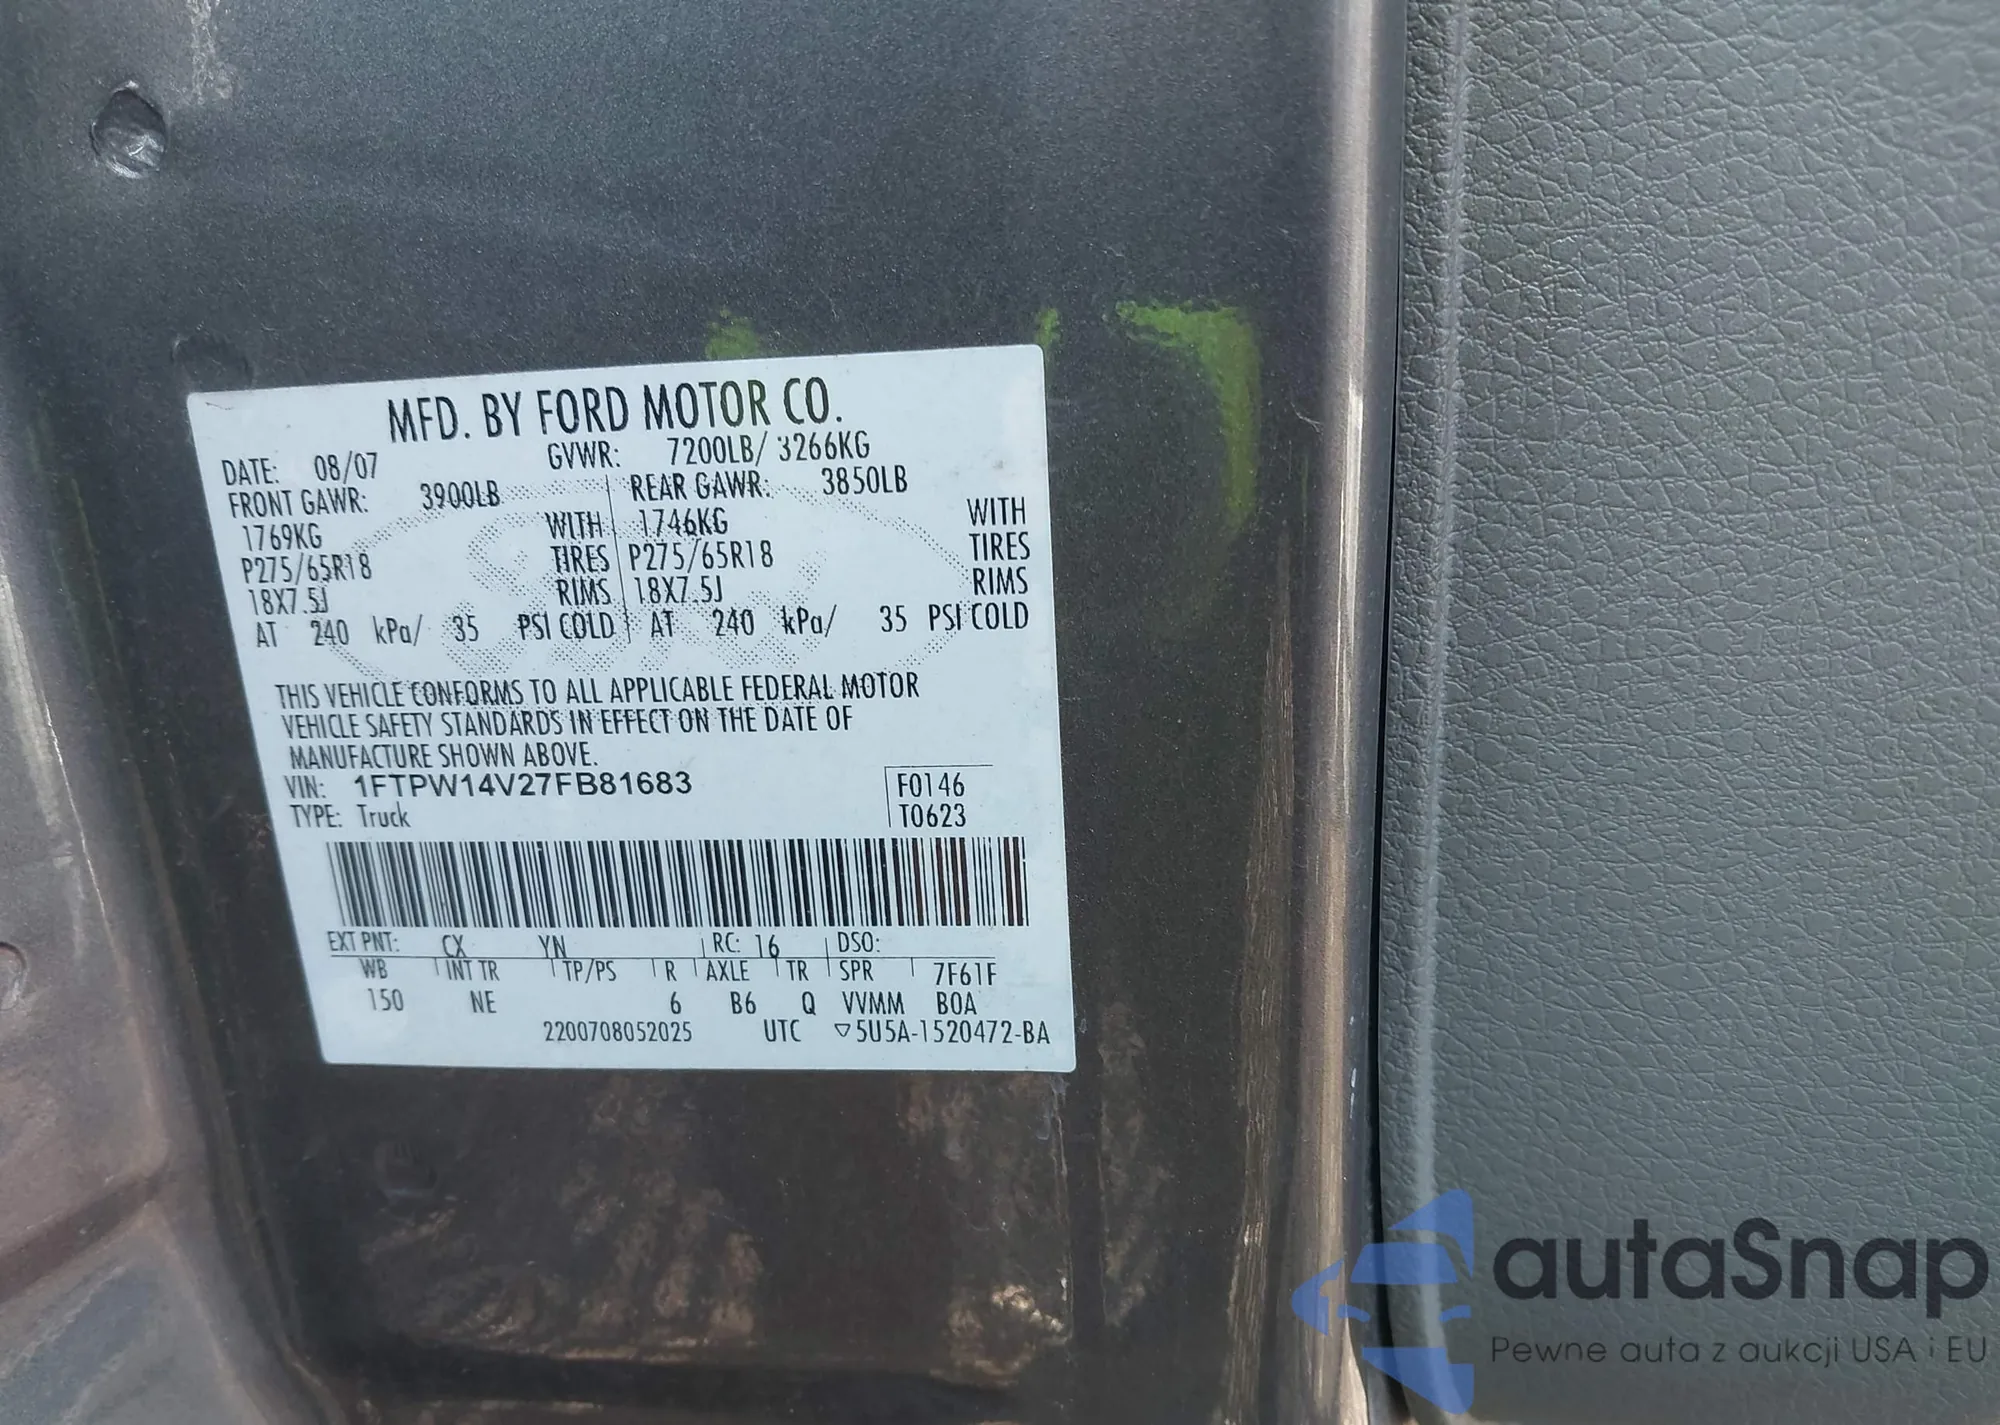 MFD. BY FORD MOTOR CO.
DATE: 08/07 GVWR: 7200LB/ 3266KG
FRONT GAWR: 3900LB REAR GAWR: 3850LB
1769KG WITH 1746KG WITH
P275/65R18 TIRES P275/65R18 TIRES
18X7.5J RIMS 18X7.5J RIMS
AT 240 kPa/ 35 PSI COLD AT 240 kPa/ 35 PSI COLD
THIS VEHICLE CONFORMS TO ALL APPLICABLE FEDERAL MOTOR
VEHICLE SAFETY STANDARDS IN EFFECT ON THE DATE OF
MANUFACTURE SHOWN ABOVE.
VIN: 1FTPW14V27FB81683 F0146
TYPE: Truck T0623
EXT PNT: CX YN RC: 16 DSO:
WB INT TR TP/PS R AXLE TR SPR 7F61F
150 NE 6 B6 Q VVMM BOA
2200708052025 UTC ▽5U5A-1520472-BA
autaSnap
Pewne auta z aukcji USA i EU